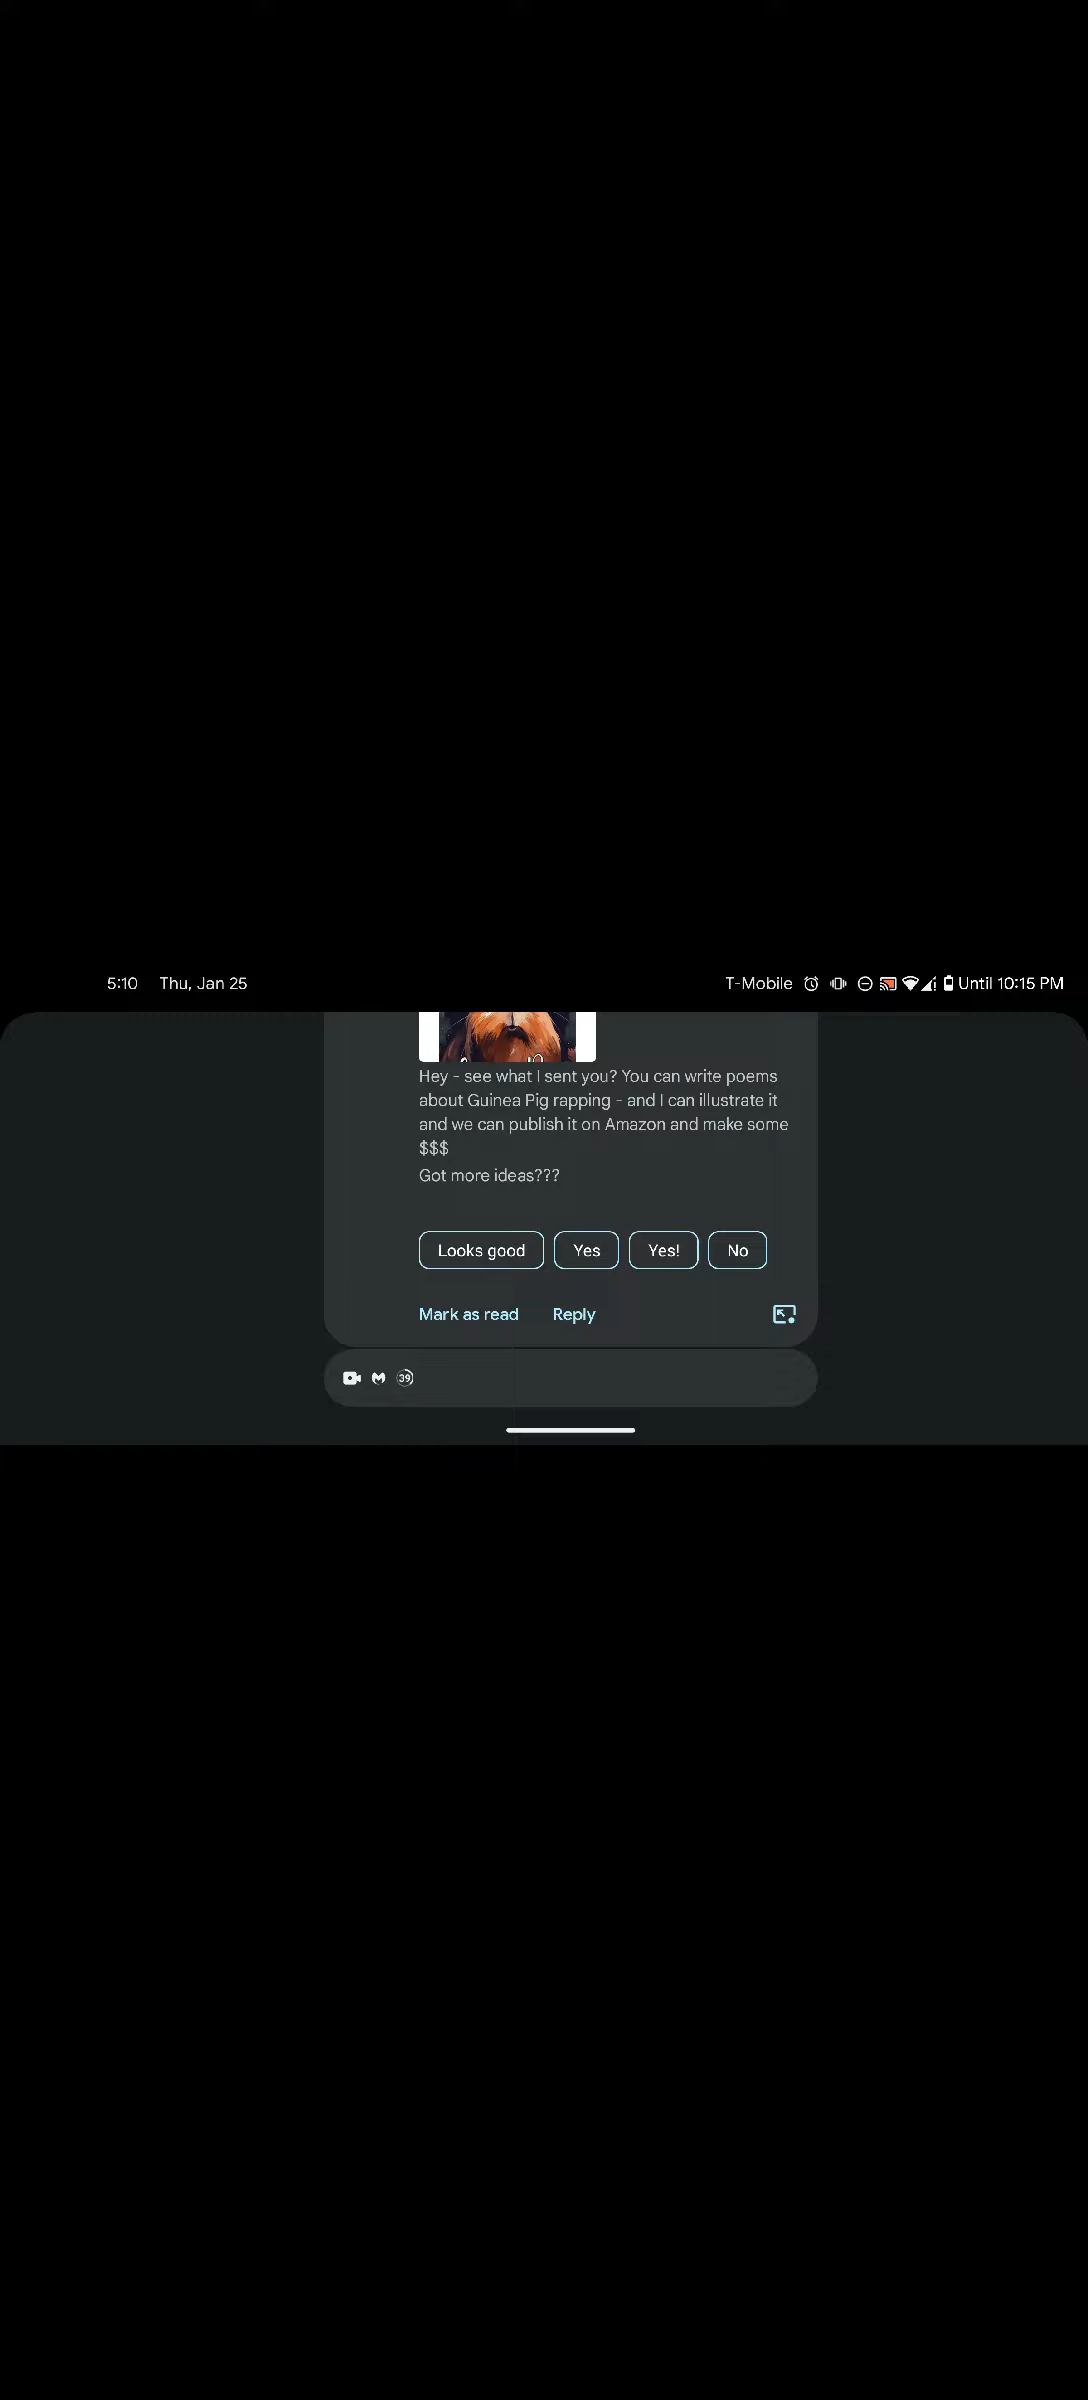 5:10 Thu, Jan 25 T-Mobile Until 10:15 PM
Hey - see what I sent you? You can write poems
about Guinea Pig rapping - and I can illustrate it
and we can publish it on Amazon and make some
$$$
Got more ideas???
Looks good Yes Yes! No
Mark as read Reply
39